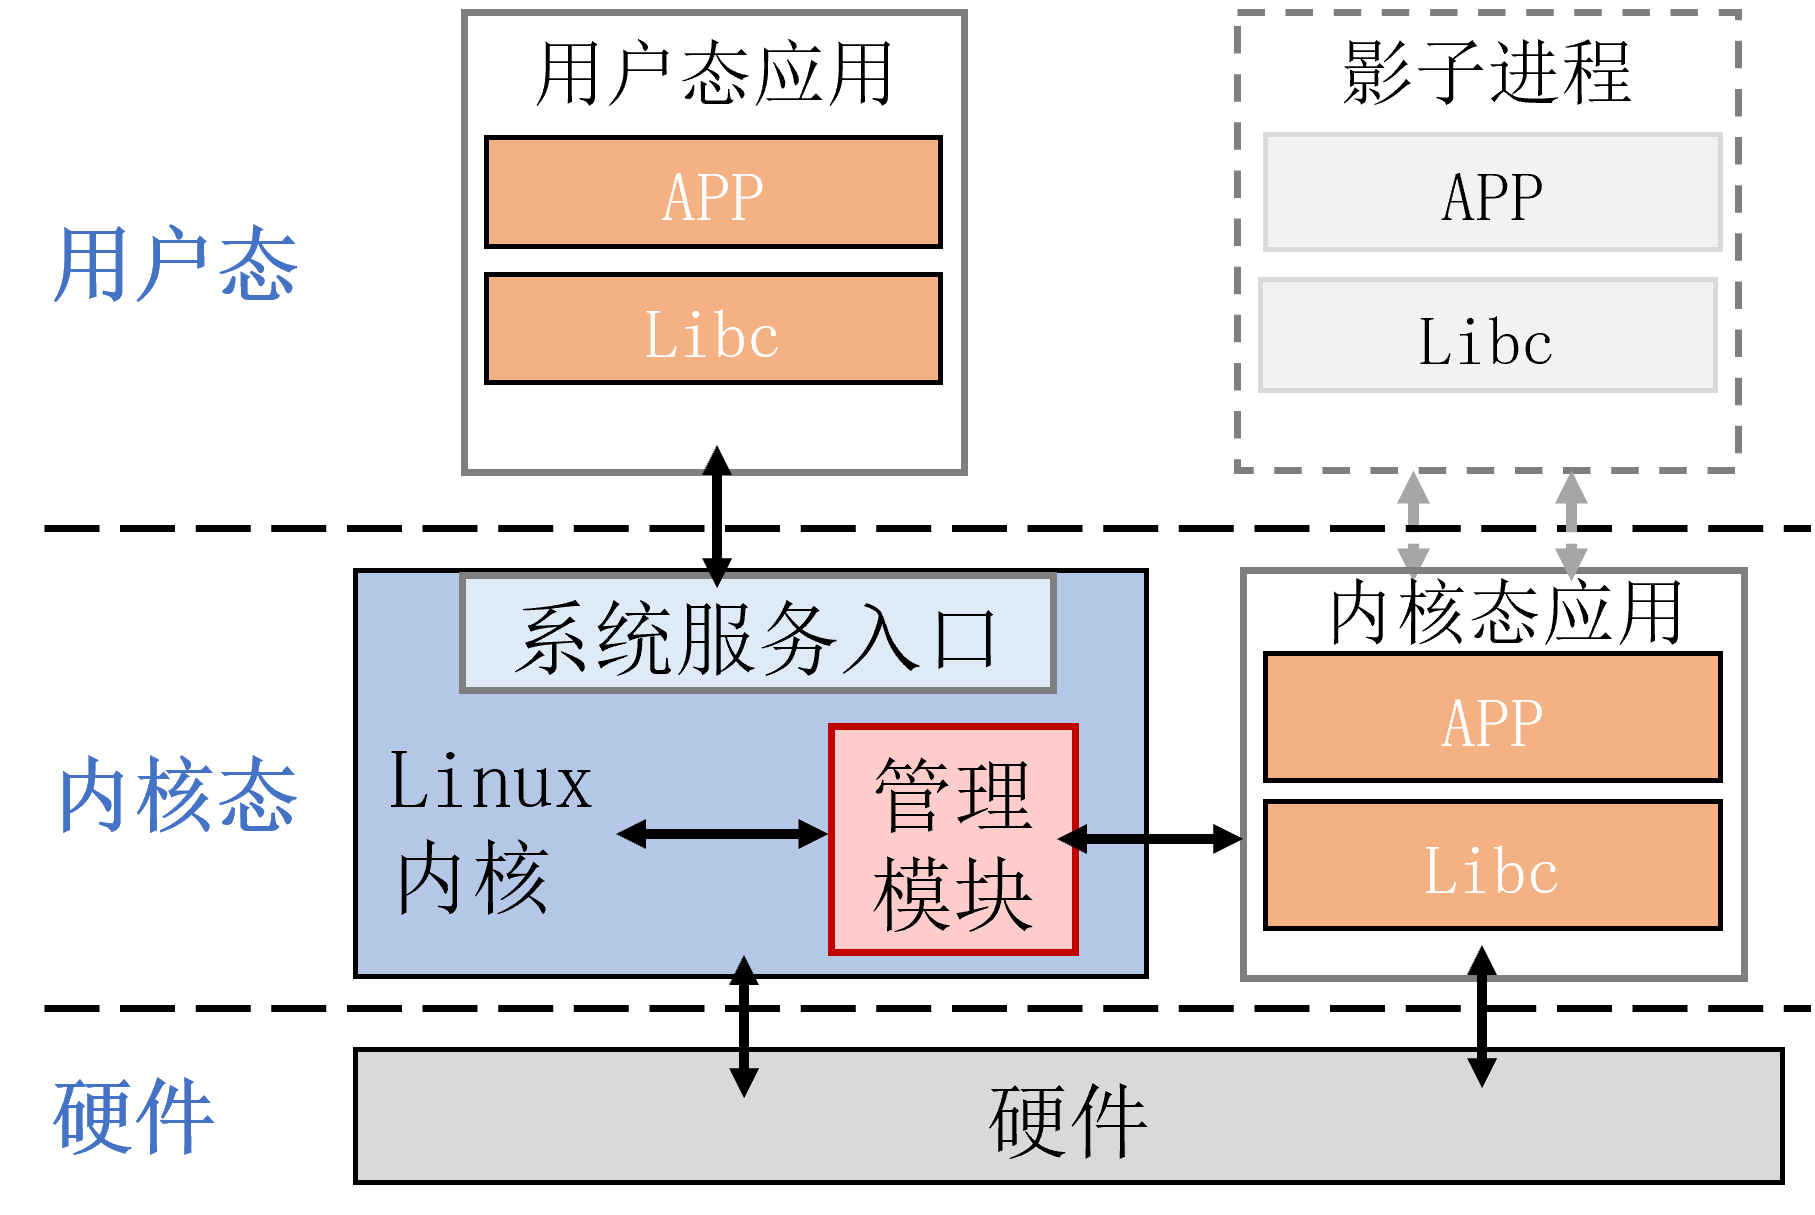 用户态应用
APP
Libc
影子进程
APP
Libc
用户态
系统服务入口
Linux
内核
管理
模块
内核态应用
APP
Libc
内核态
硬件
硬件